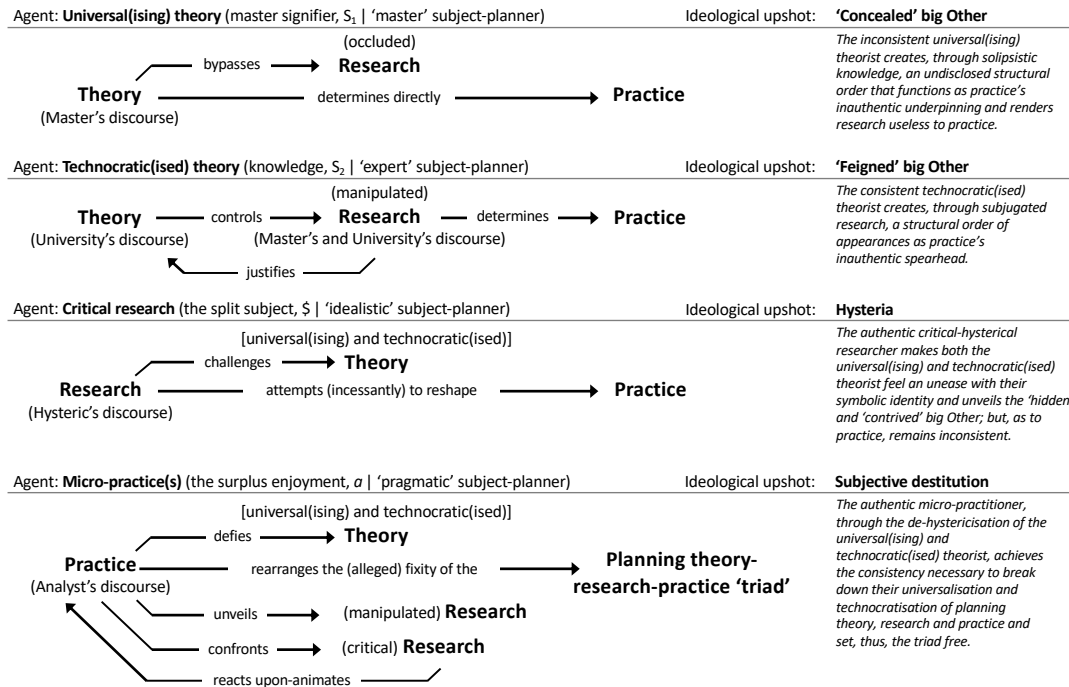 Agent: Universal(ising) theory (master signifier, S1 | ‘master’ subject-planner)
Ideological upshot: ‘Concealed’ big Other
(occluded)
bypasses Research
Theory determines directly Practice
(Master’s discourse)
The inconsistent universal(ising)
theorist creates, through solipsistic
knowledge, an undisclosed structural
order that functions as practice’s
inauthentic underpinning and renders
research useless to practice.
Agent: Technocratic(ised) theory (knowledge, S2 | ‘expert’ subject-planner)
Ideological upshot: ‘Feigned’ big Other
(manipulated)
Theory controls Research determines Practice
(University’s discourse) (Master’s and University’s discourse)
justifies
The consistent technocratic(ised)
theorist creates, through subjugated
research, a structural order of
appearances as practice’s
inauthentic spearhead.
Agent: Critical research (the split subject, $ | ‘idealistic’ subject-planner)
Ideological upshot: Hysteria
[universal(ising) and technocratic(ised)]
challenges Theory
Research attempts (incessantly) to reshape Practice
(Hysteric’s discourse)
The authentic critical-hysterical
researcher makes both the
universal(ising) and technocratic(ised)
theorist feel an unease with their
symbolic identity and unveils the ‘hidden
and ‘contrived’ big Other; but, as to
practice, remains inconsistent.
Agent: Micro-practice(s) (the surplus enjoyment, a | ‘pragmatic’ subject-planner)
Ideological upshot: Subjective destitution
[universal(ising) and technocratic(ised)]
defies Theory
Practice rearranges the (alleged) fixity of the Planning theory-
(Analyst’s discourse) research-practice ‘triad’
unveils (manipulated) Research
confronts (critical) Research
reacts upon-animates
The authentic micro-practitioner,
through the de-hystericisation of the
universal(ising) and
technocratic(ised) theorist, achieves
the consistency necessary to break
down their universalisation and
technocratisation of planning
theory, research and practice and
set, thus, the triad free.